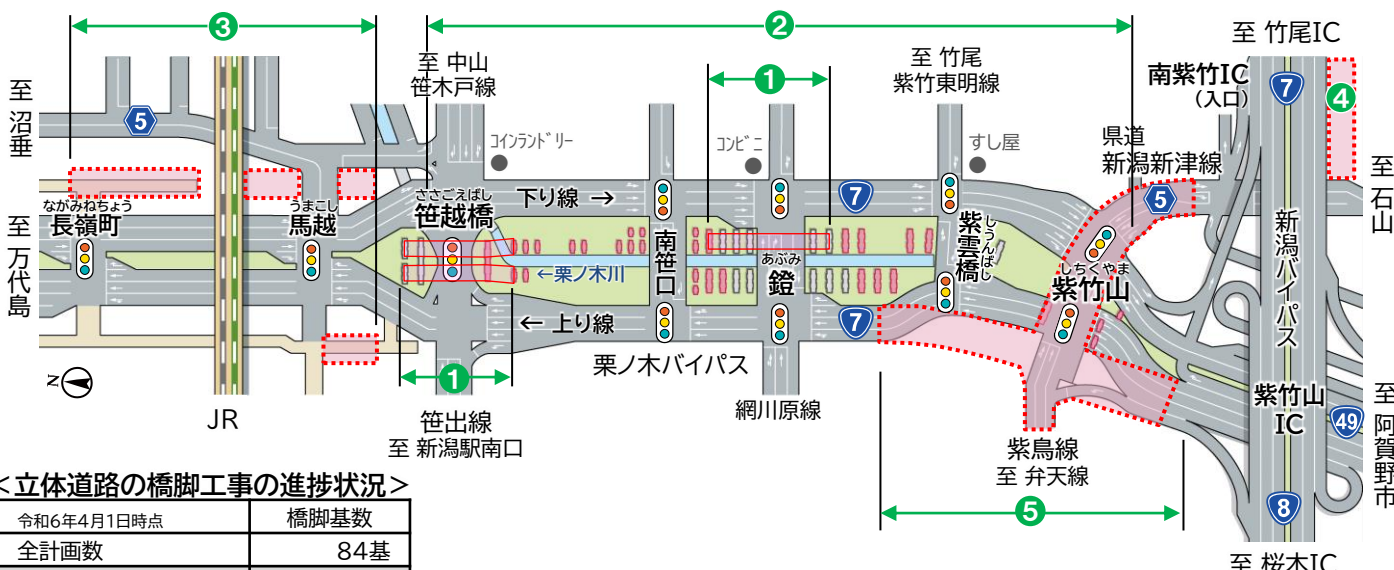 ❸
❷
❶
至 中山
笹木戸線
至 竹尾
紫竹東明線
至 竹尾IC
南紫竹IC
（入口）
7
❹
至 沼垂
5
コインランドリー
コンビニ
すし屋
県道
新潟新津線
5
至 石山
ながみねちょう
長嶺町
うまこし
馬越
ささごえばし
笹越橋
下り線 →
7
至 万代島
南笹口
あぶみ
鐙
しうんばし
紫雲橋
しちくやま
紫竹山
新潟バイパス
←栗ノ木川
← 上り線
7
栗ノ木バイパス
N
❶
JR
笹出線
至 新潟駅南口
網川原線
紫鳥線
至 弁天線
紫竹山
IC
49
至 阿賀野市
❺
8
至 桜木IC
<立体道路の橋脚工事の進捗状況>
令和6年4月1日時点 橋脚基数
全計画数 84基